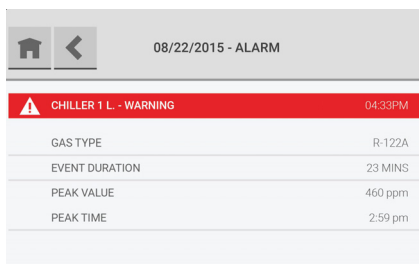 08/22/2015 - ALARM
CHILLER 1 L. - WARNING 04:33PM
GAS TYPE R-122A
EVENT DURATION 23 MINS
PEAK VALUE 460 ppm
PEAK TIME 2:59 pm